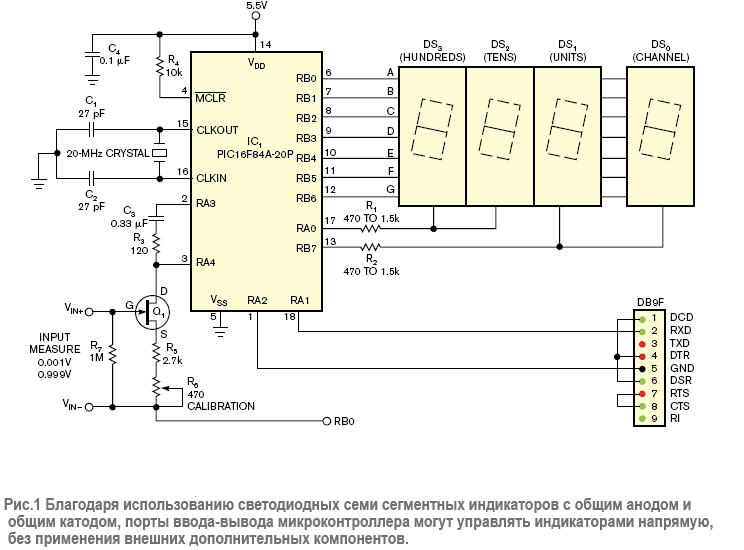 5.5V
14
VDD
C4
0.1 µF
R4
10k
4
MCLR
C1
27 pF
15
CLKOUT
20-MHz CRYSTAL
IC1
PIC16F84A-20P
16
CLKIN
C2
27 pF
2
RA3
C3
0.33 µF
R3
120
3
RA4
RB0
6
A
RB1
7
B
RB2
8
C
RB3
9
D
RB4
10
E
RB5
11
F
RB6
12
G
RA0
17
R1
470 TO 1.5k
RB7
13
R2
470 TO 1.5k
DS3
(HUNDREDS)
DS2
(TENS)
DS1
(UNITS)
DS0
(CHANNEL)
VSS
5
RA2
1
RA1
18
VIN+
G
D
Q1
S
INPUT
MEASURE
0.001V
0.999V
R7
1M
R5
2.7k
R6
470
CALIBRATION
VIN–
RB0
DB9F
1 DCD
2 RXD
3 TXD
4 DTR
5 GND
6 DSR
7 RTS
8 CTS
9 RI
Рис.1 Благодаря использованию светодиодных семи сегментных индикаторов с общим анодом и
общим катодом, порты ввода-вывода микроконтроллера могут управлять индикаторами напрямую,
без применения внешних дополнительных компонентов.